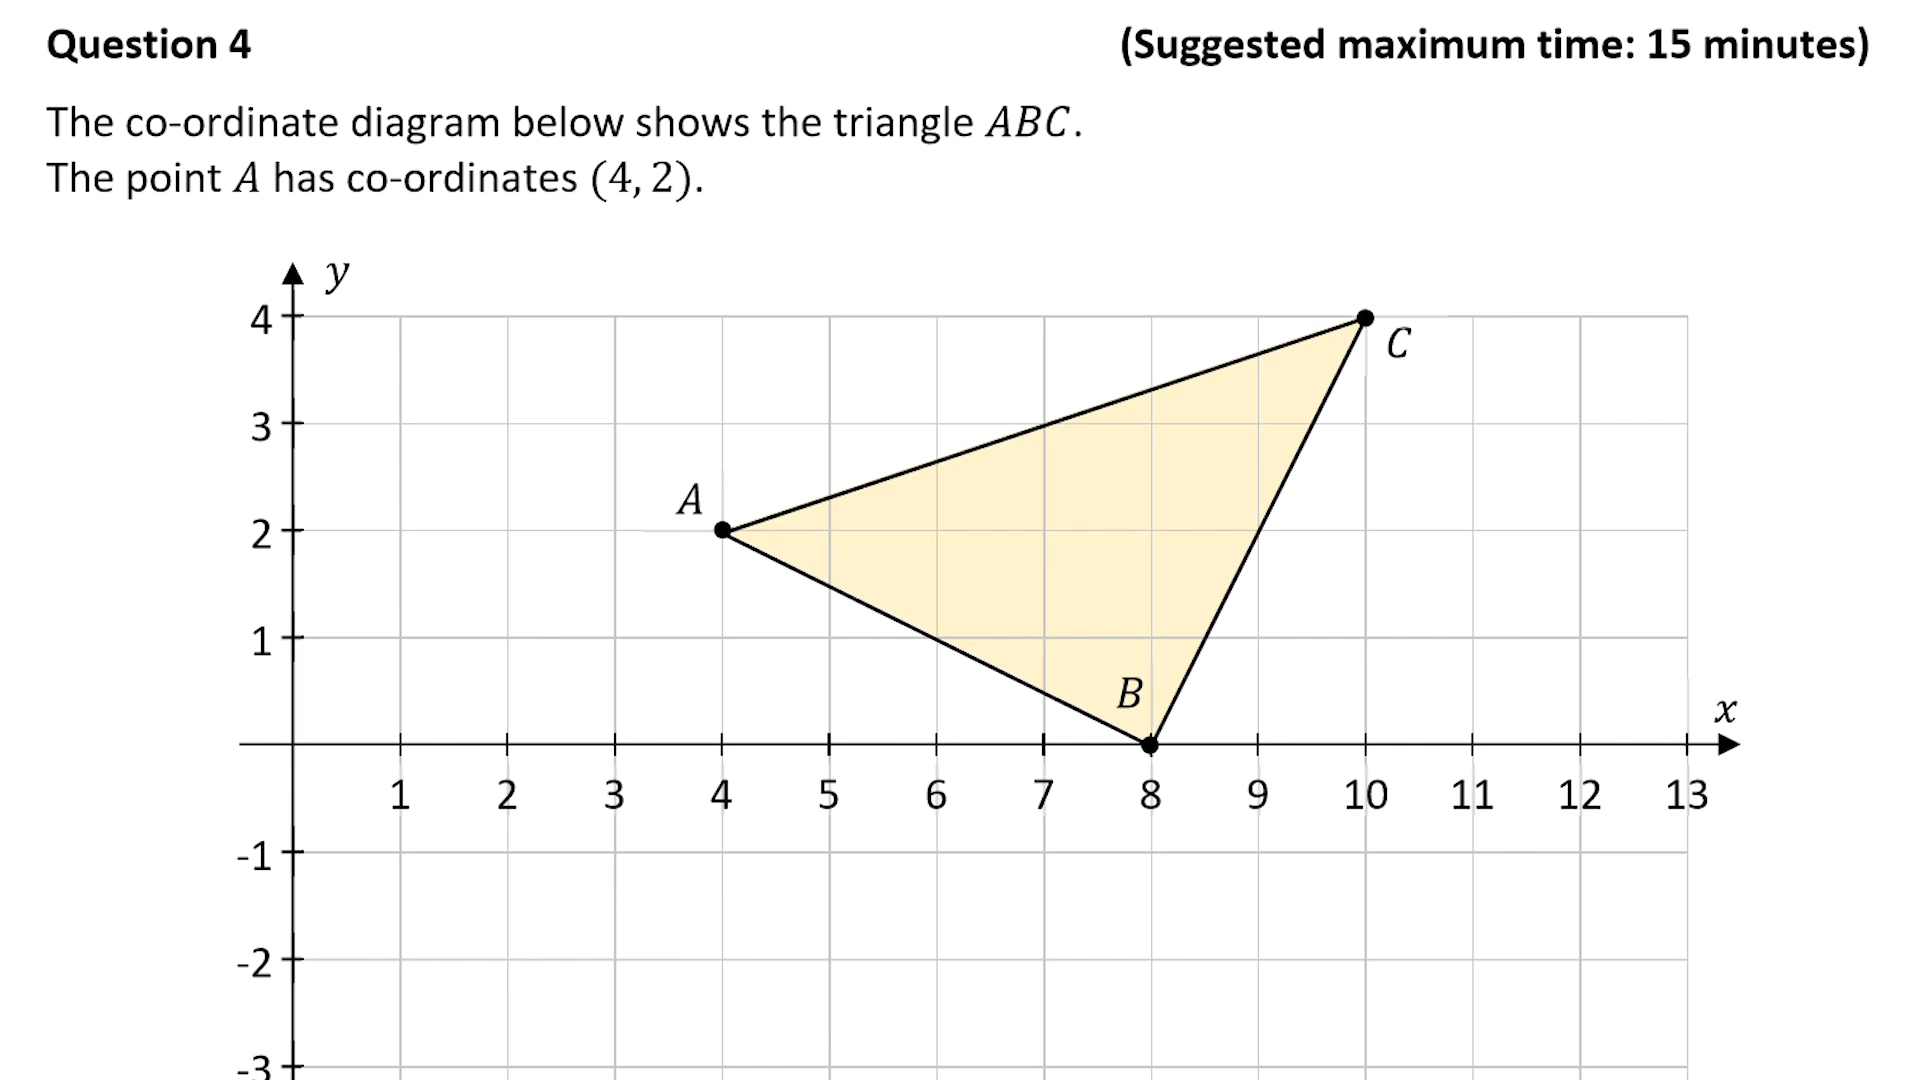 Question 4 (Suggested maximum time: 15 minutes)
The co-ordinate diagram below shows the triangle ABC.
The point A has co-ordinates (4, 2).
y
4
C
3
A
2
1
B
x
1 2 3 4 5 6 7 8 9 10 11 12 13
-1
-2
-3